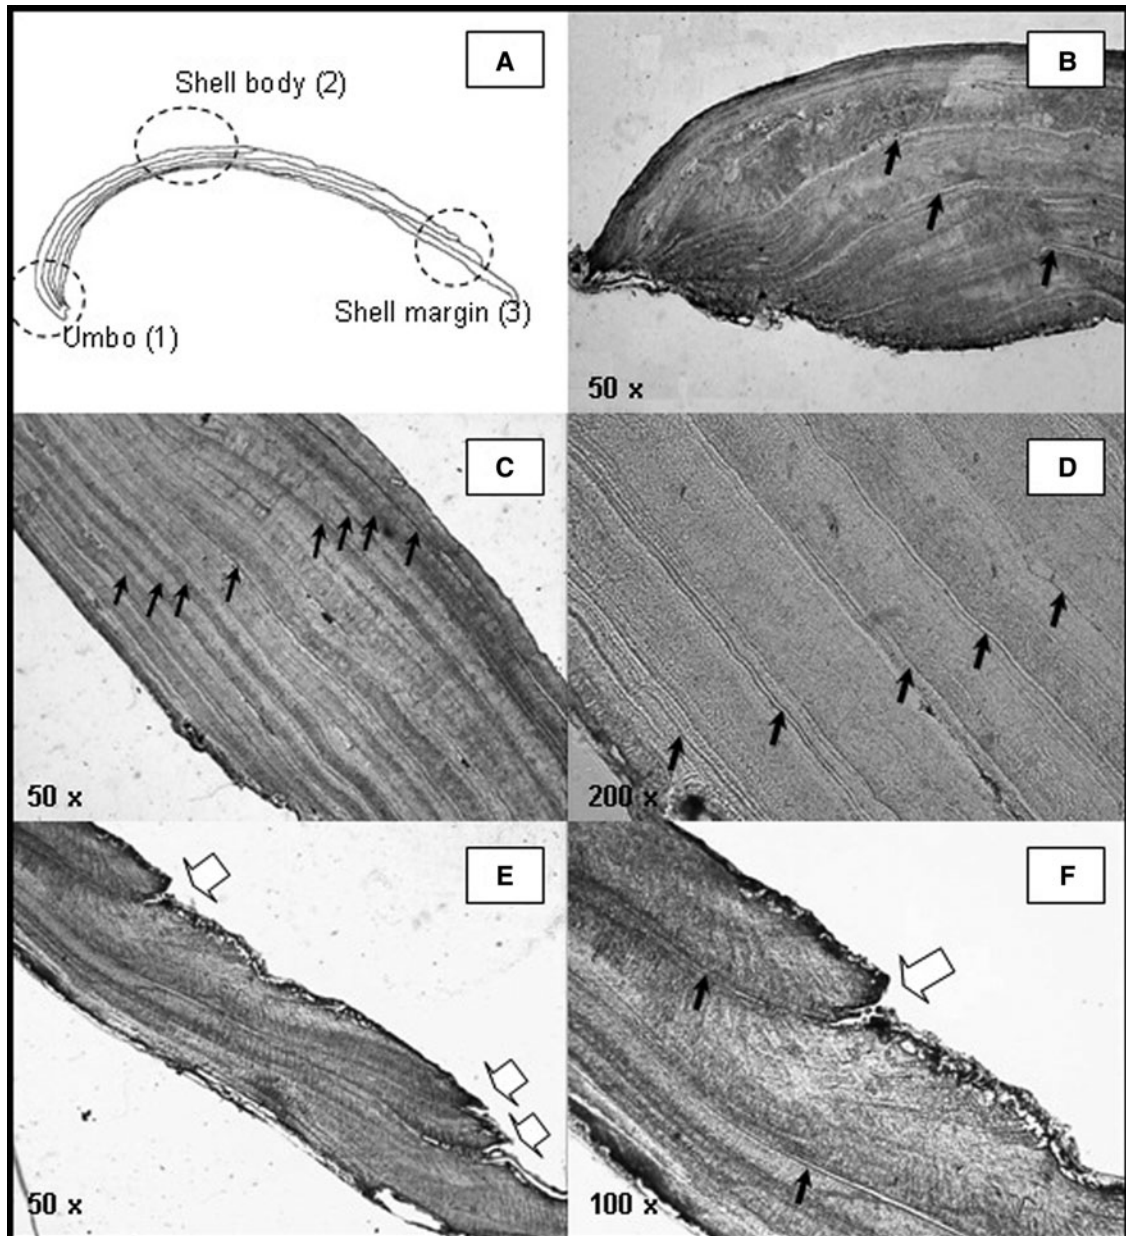 A
Shell body (2)
Shell margin (3)
Umbo (1)
B
50 x
C
50 x
D
200 x
E
50 x
F
100 x